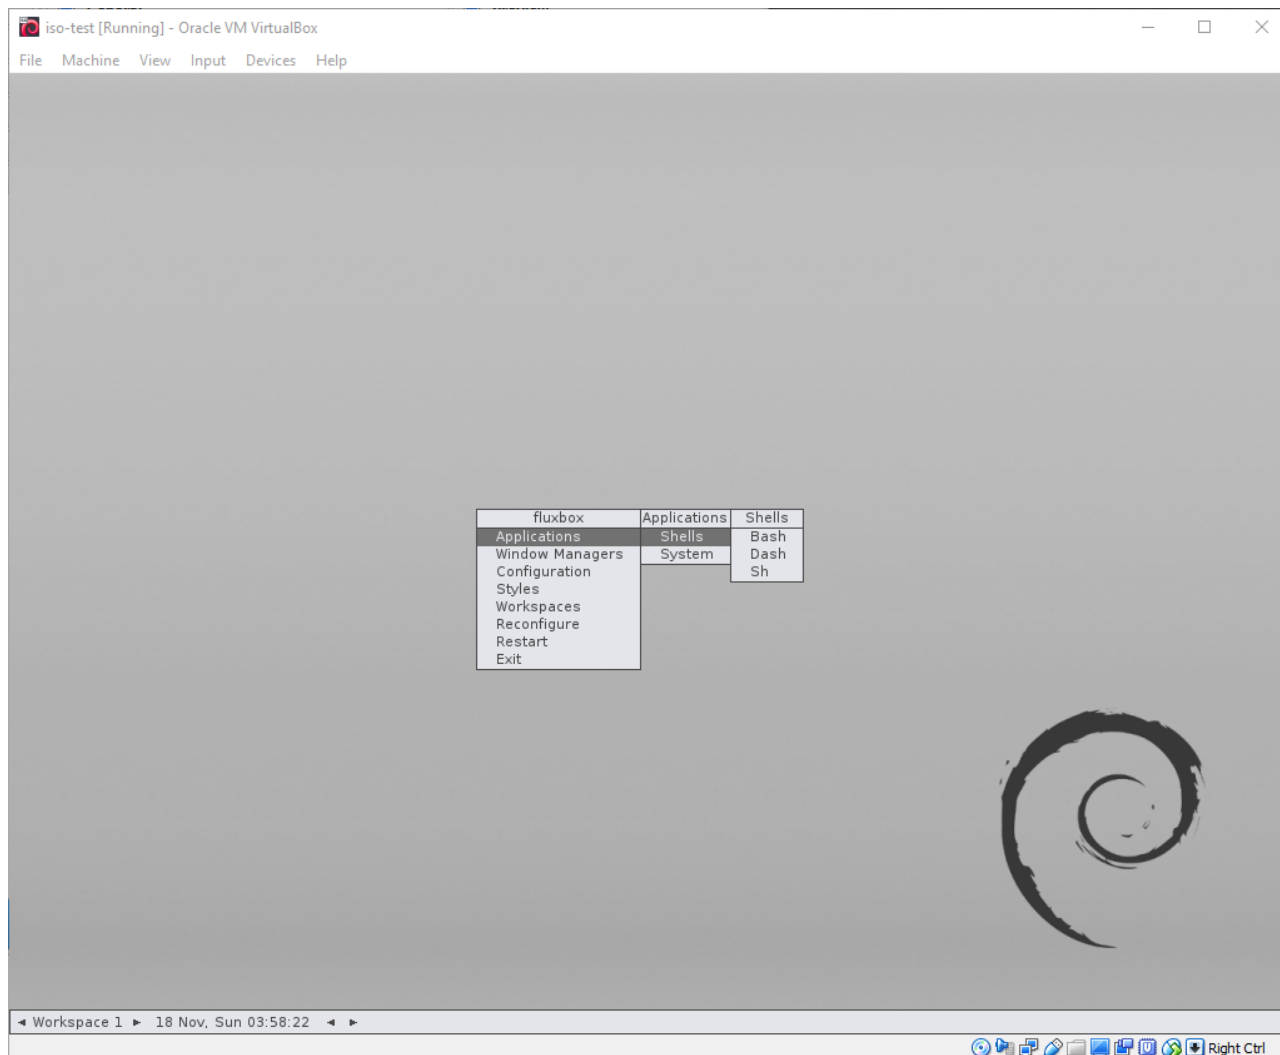 iso-test [Running] - Oracle VM VirtualBox
File Machine View Input Devices Help
fluxbox
Applications
Window Managers
Configuration
Styles
Workspaces
Reconfigure
Restart
Exit
Applications
Shells
System
Shells
Bash
Dash
Sh
Workspace 1 18 Nov, Sun 03:58:22
Right Ctrl